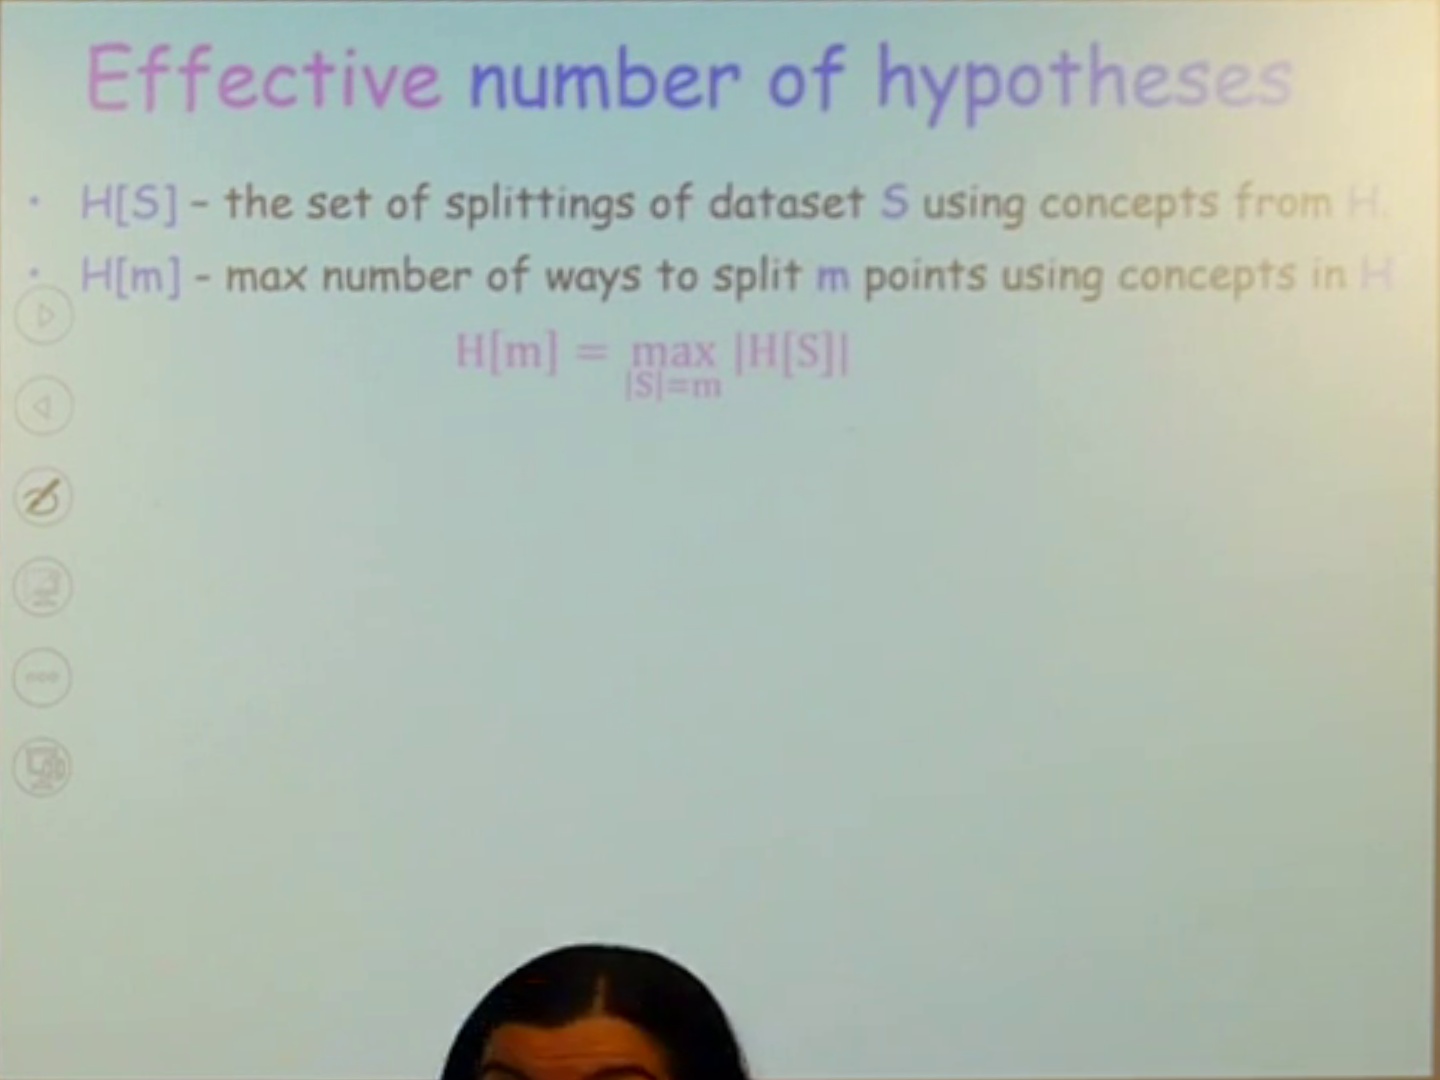 Effective number of hypotheses
• H[S] – the set of splittings of dataset S using concepts from H.
• H[m] - max number of ways to split m points using concepts in H
H[m] = max |H[S]|
|S|=m